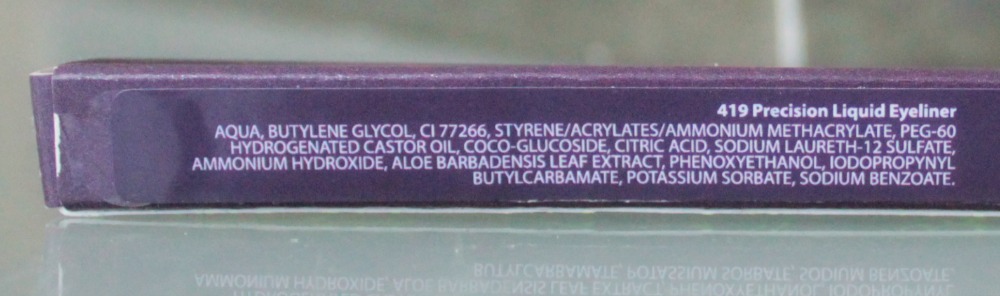 419 Precision Liquid Eyeliner
AQUA, BUTYLENE GLYCOL, CI 77266, STYRENE/ACRYLATES/AMMONIUM METHACRYLATE, PEG-60
HYDROGENATED CASTOR OIL, COCO-GLUCOSIDE, CITRIC ACID, SODIUM LAURETH-12 SULFATE,
AMMONIUM HYDROXIDE, ALOE BARBADENSIS LEAF EXTRACT, PHENOXYETHANOL, IODOPROPYNYL
BUTYLCARBAMATE, POTASSIUM SORBATE, SODIUM BENZOATE.